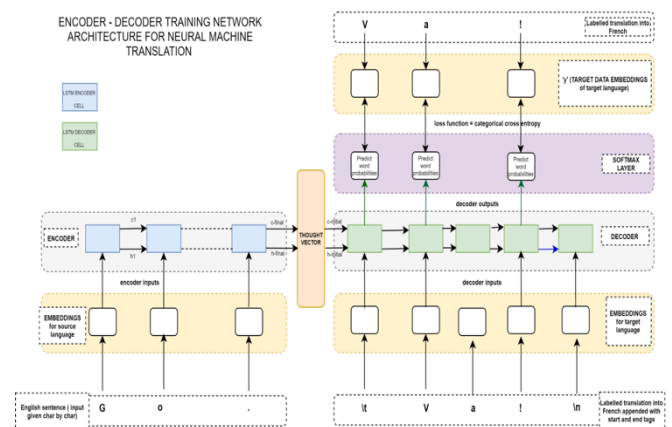 ENCODER - DECODER TRAINING NETWORK
ARCHITECTURE FOR NEURAL MACHINE
TRANSLATION
LSTM ENCODER
CELL
LSTM DECODER
CELL
Labelled translation into
French
V a !
'y' (TARGET DATA EMBEDDINGS
of target language)
loss function = categorical cross entropy
Predict
word
probabilities
Predict
word
probabilities
Predict
word
probabilities
SOFTMAX
LAYER
decoder outputs
ENCODER
c1
h1
c-final
h-final
THOUGHT
VECTOR
c-initial
h-initial
DECODER
encoder inputs
decoder inputs
EMBEDDINGS
for source
language
EMBEDDINGS
for target
language
English sentence ( input
given char by char)
G o .
\t V a ! \n
Labelled translation into
French appended with
start and end tags